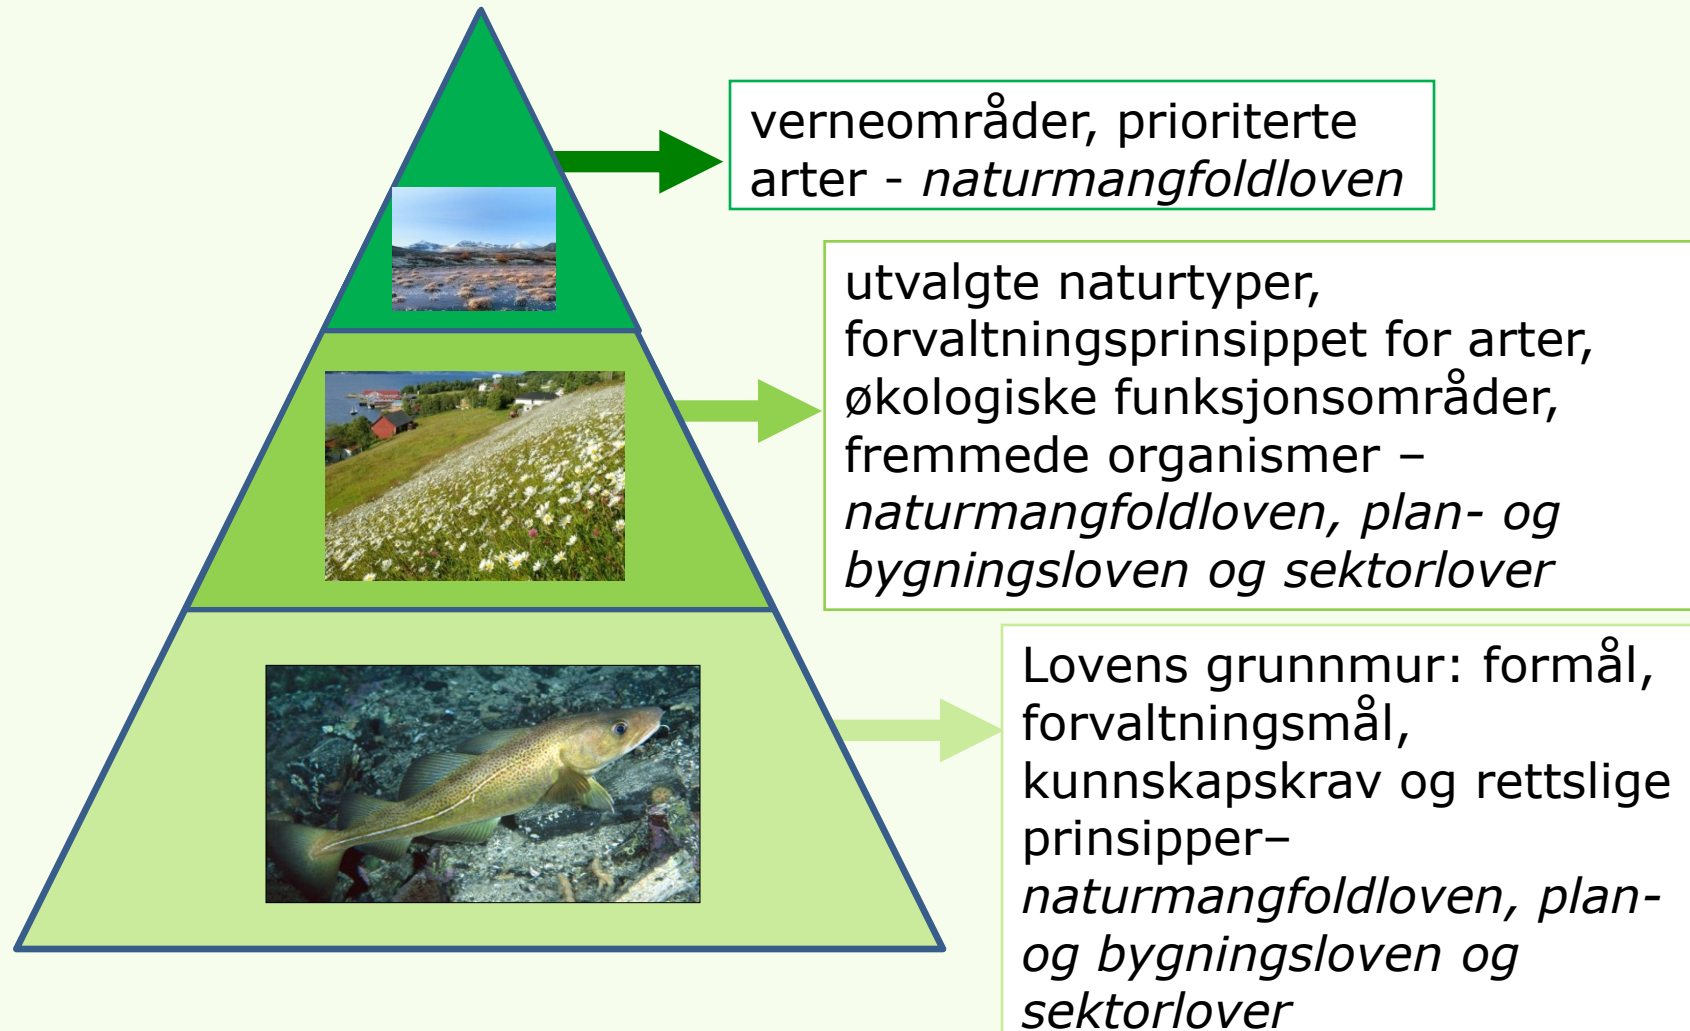 verneområder, prioriterte
arter - naturmangfoldloven
utvalgte naturtyper,
forvaltningsprinsippet for arter,
økologiske funksjonsområder,
fremmede organismer –
naturmangfoldloven, plan- og
bygningsloven og sektorlover
Lovens grunnmur: formål,
forvaltningsmål,
kunnskapskrav og rettslige
prinsipper–
naturmangfoldloven, plan-
og bygningsloven og
sektorlover